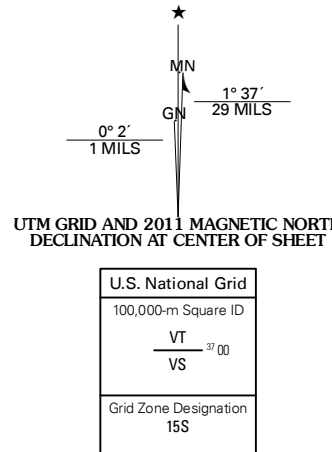 ★
MN
1° 37´
29 MILS
GN
0° 2´
1 MILS
UTM GRID AND 2011 MAGNETIC NORTH
DECLINATION AT CENTER OF SHEET
U.S. National Grid
100,000-m Square ID
VT
37 00
VS
Grid Zone Designation
15S